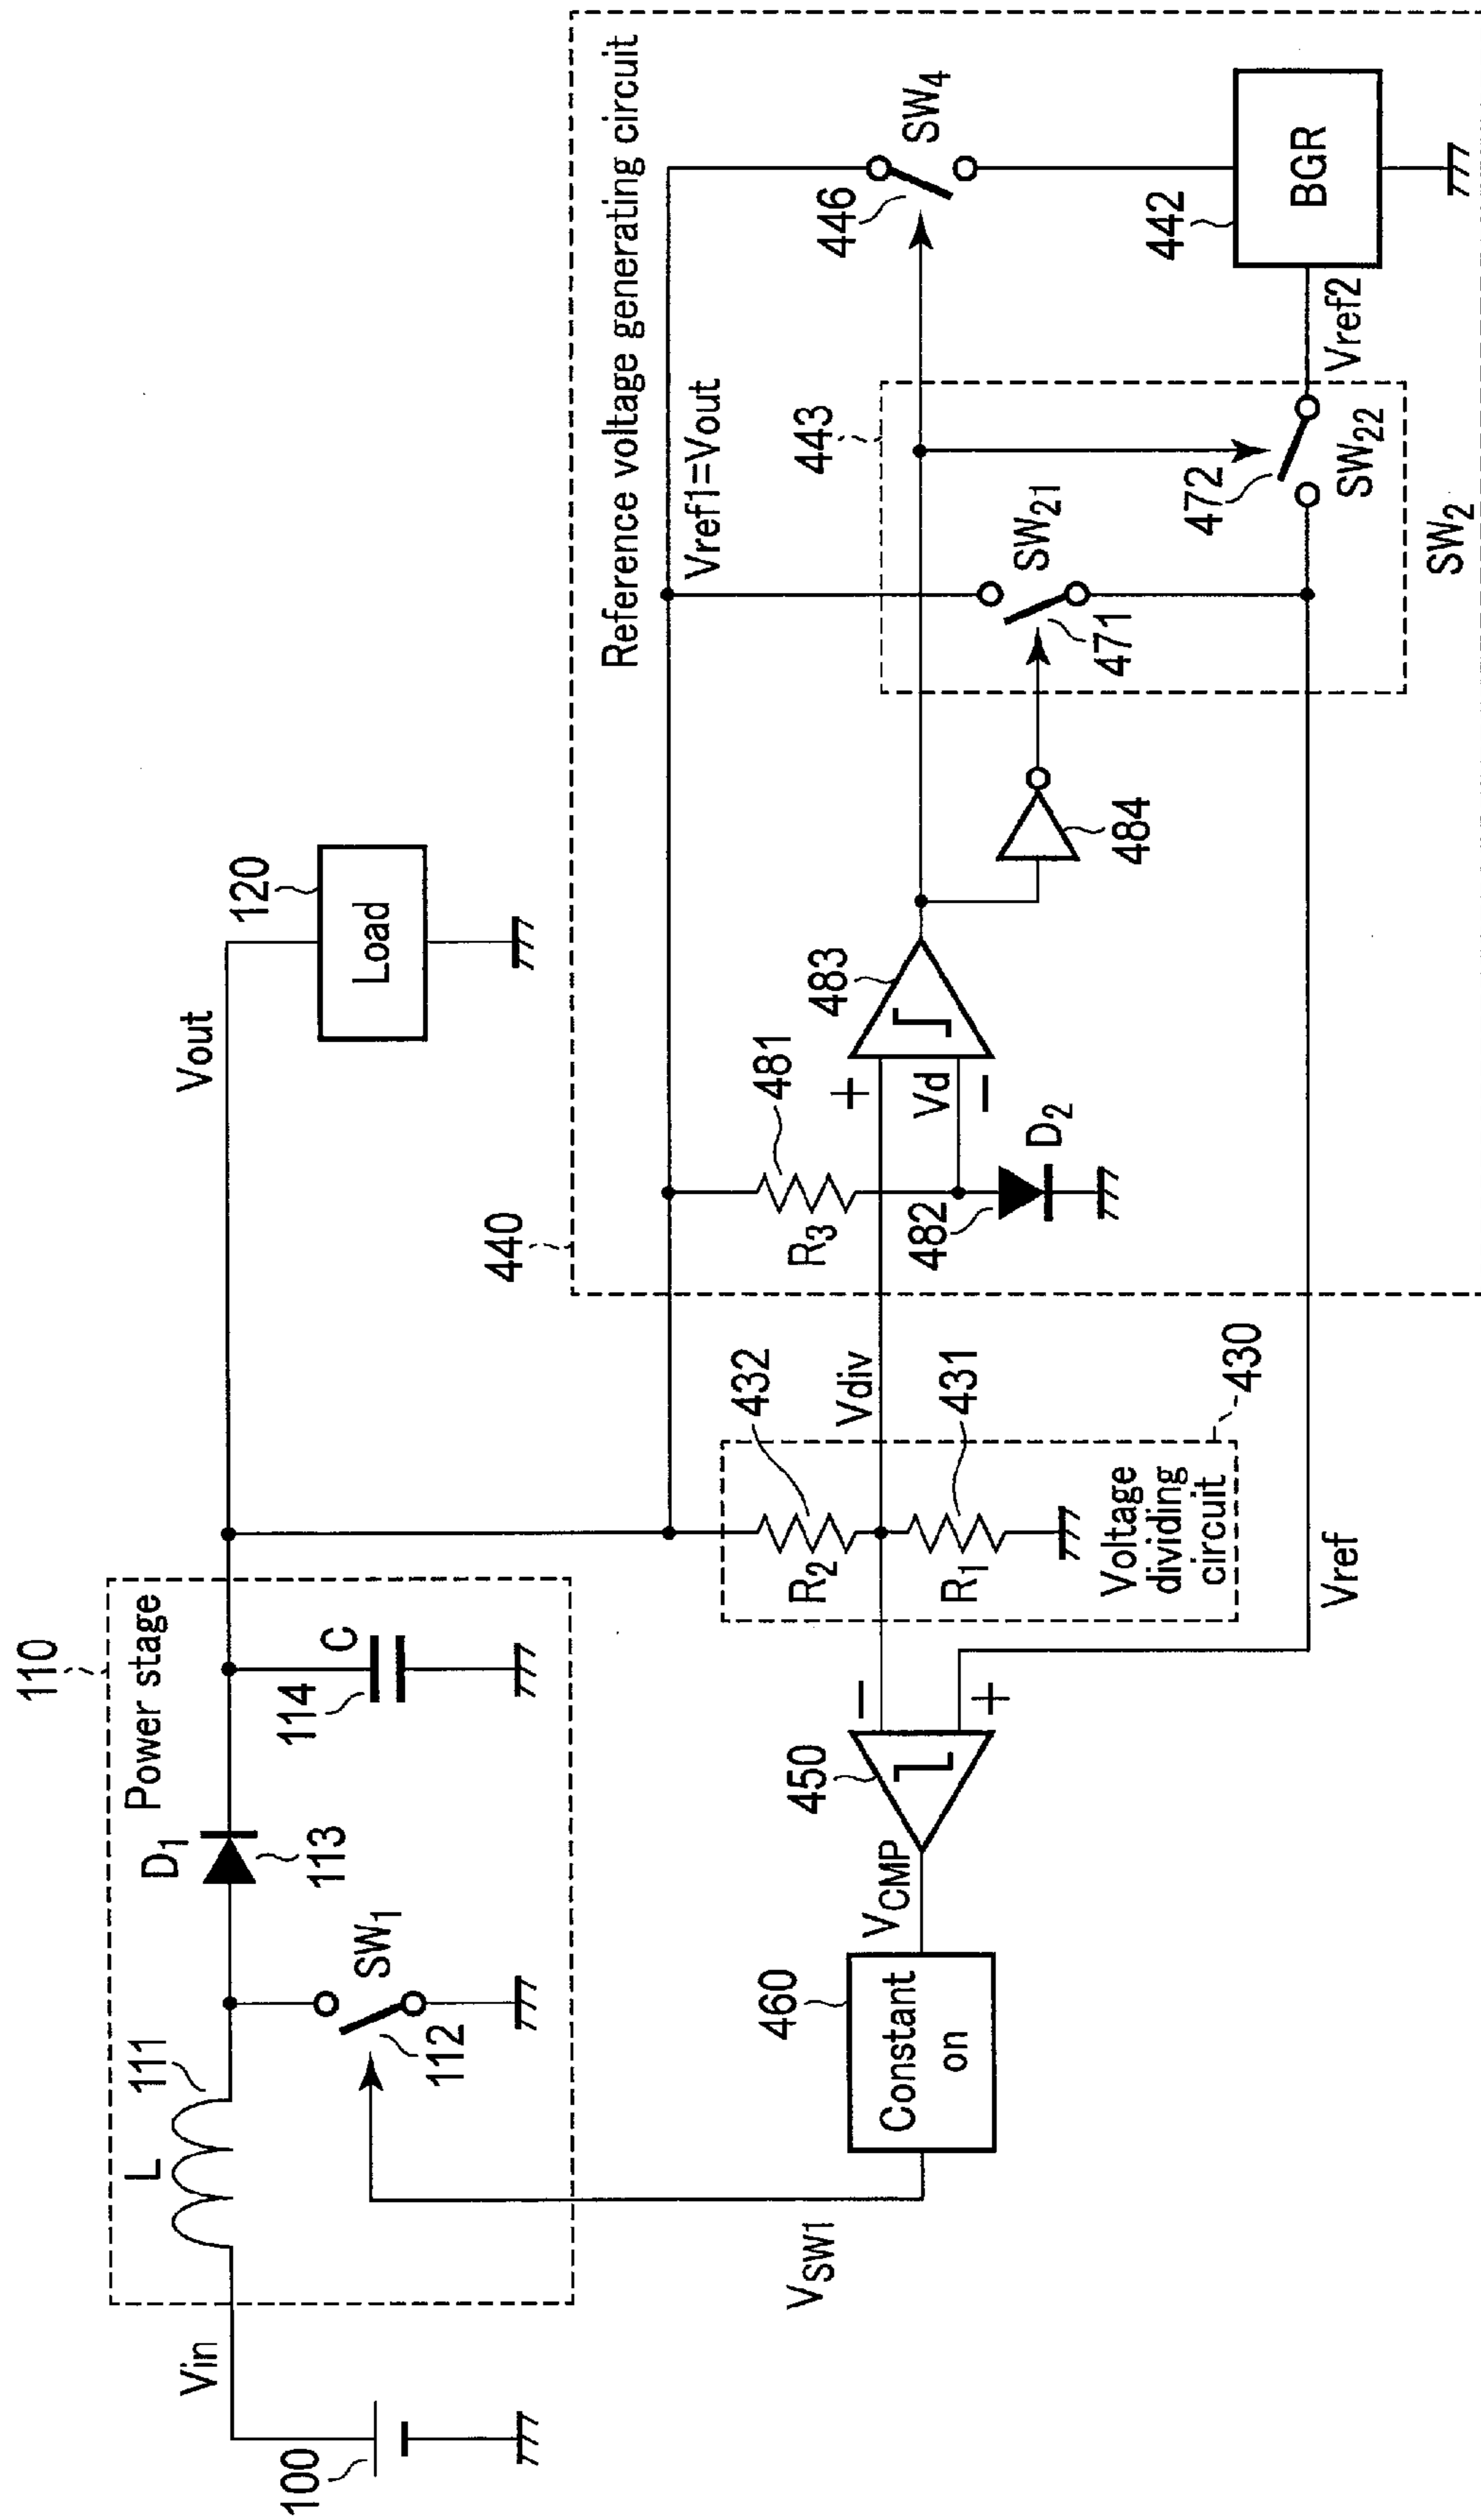 110
Power stage
Vin
L
111
D1
113
SW1
112
C
114
100
Vout
120
Load
VSW1
460
Constant
on
VCMP
450
−
+
432
R2
Vdiv
431
R1
Voltage
dividing
circuit
430
Vref
440
Reference voltage generating circuit
Vref1=Vout
481
R3
482
D2
+
Vd
−
483
484
443
SW21
471
472
SW22
SW2
446
SW4
442
BGR
Vref2